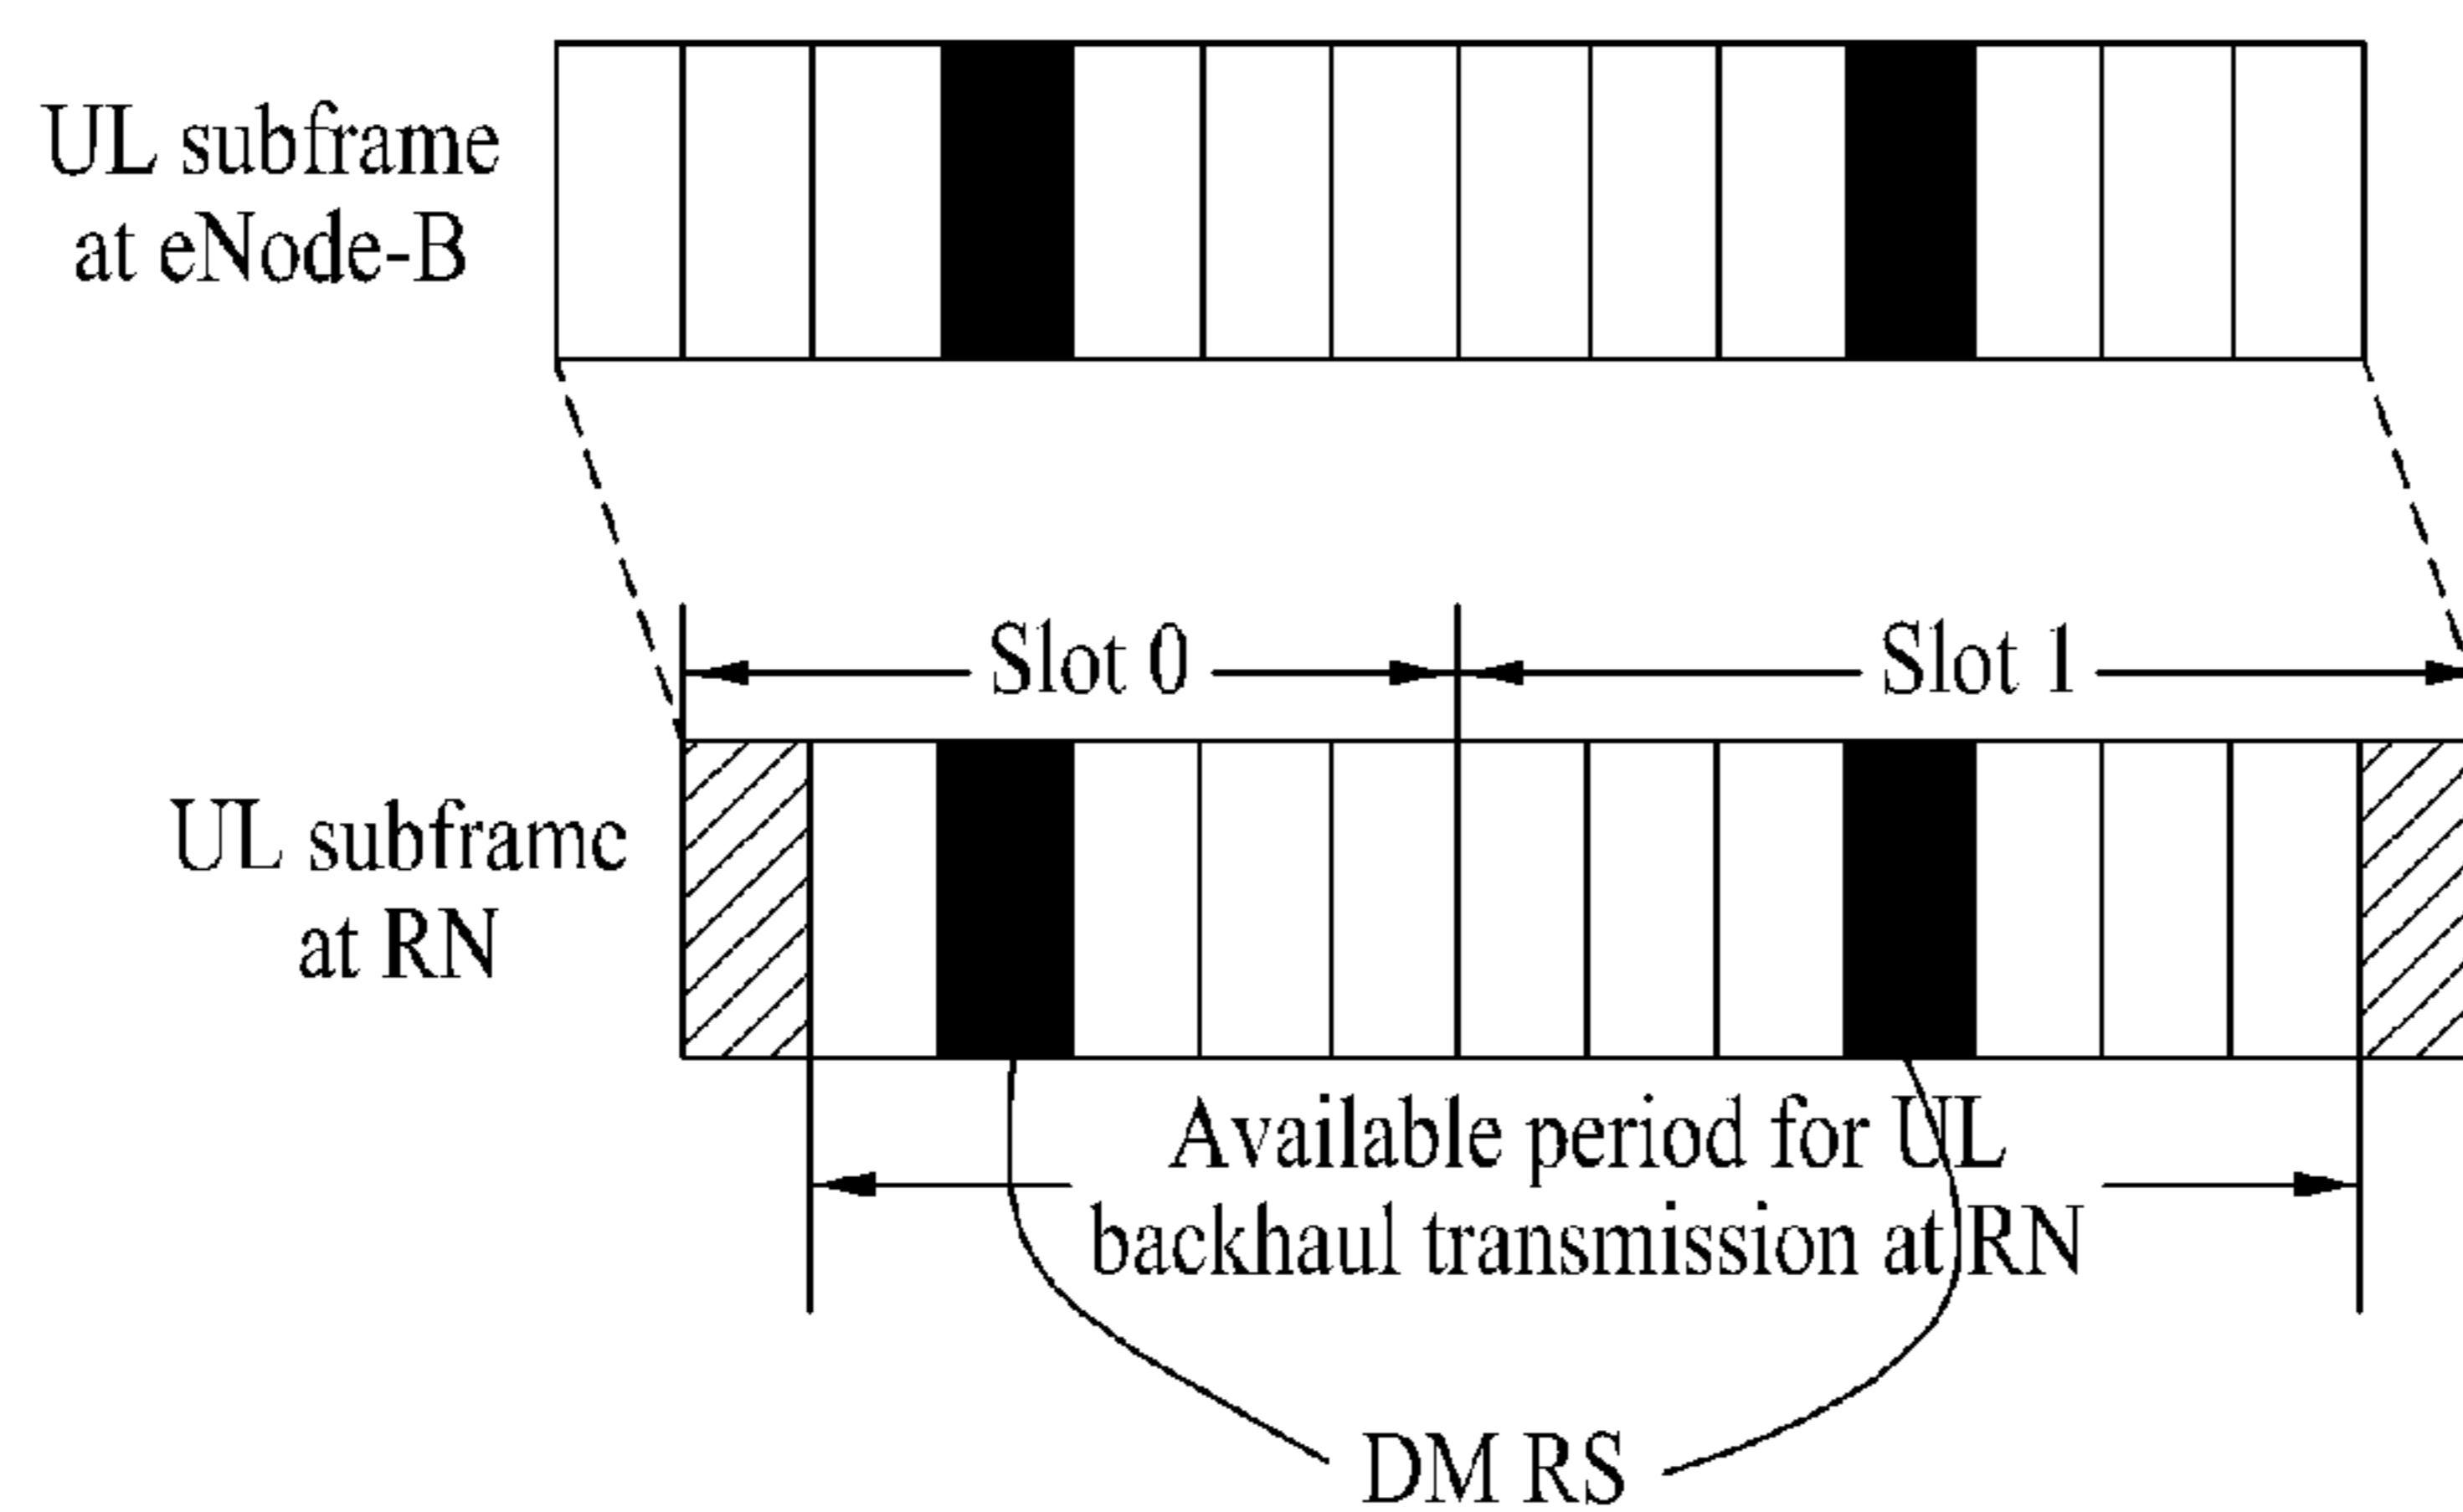 UL subframe
at eNode-B
Slot 0
Slot 1
UL subframe
at RN
Available period for UL
backhaul transmission at RN
DM RS